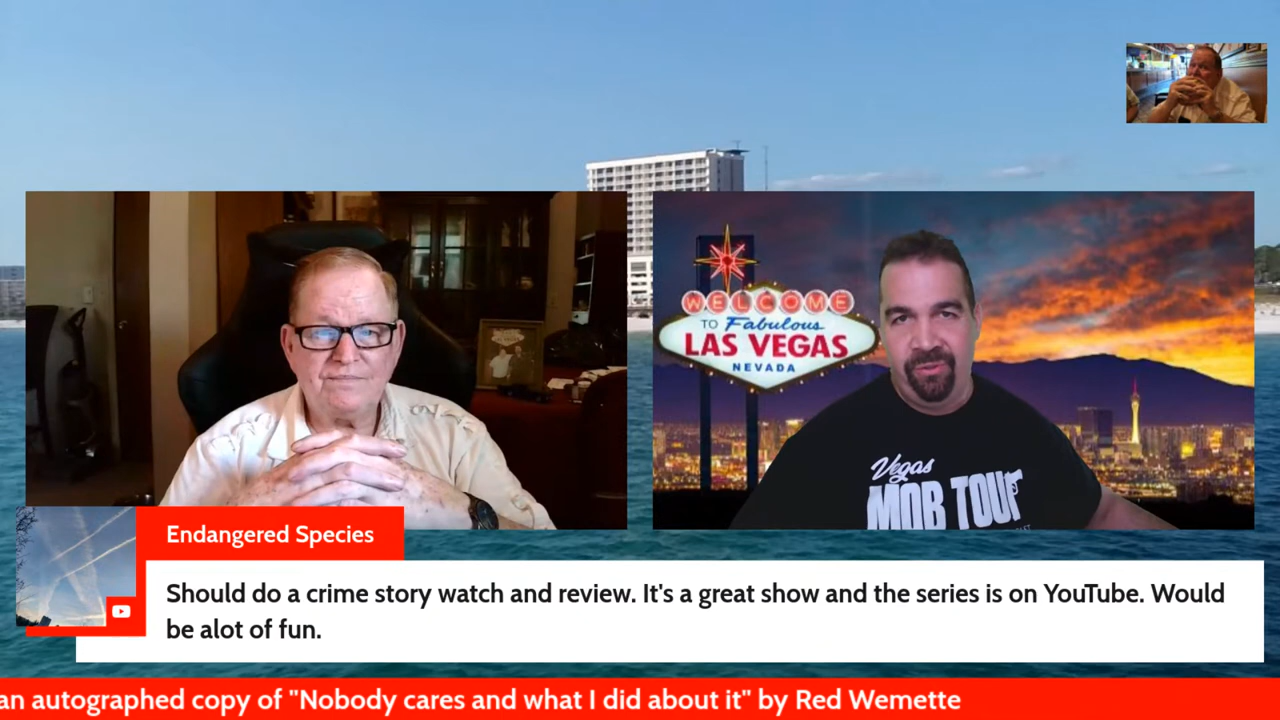 WELCOME
TO Fabulous
LAS VEGAS
NEVADA
Vegas
MOB TOUR
Endangered Species
Should do a crime story watch and review. It's a great show and the series is on YouTube. Would
be alot of fun.
an autographed copy of "Nobody cares and what I did about it" by Red Wemette